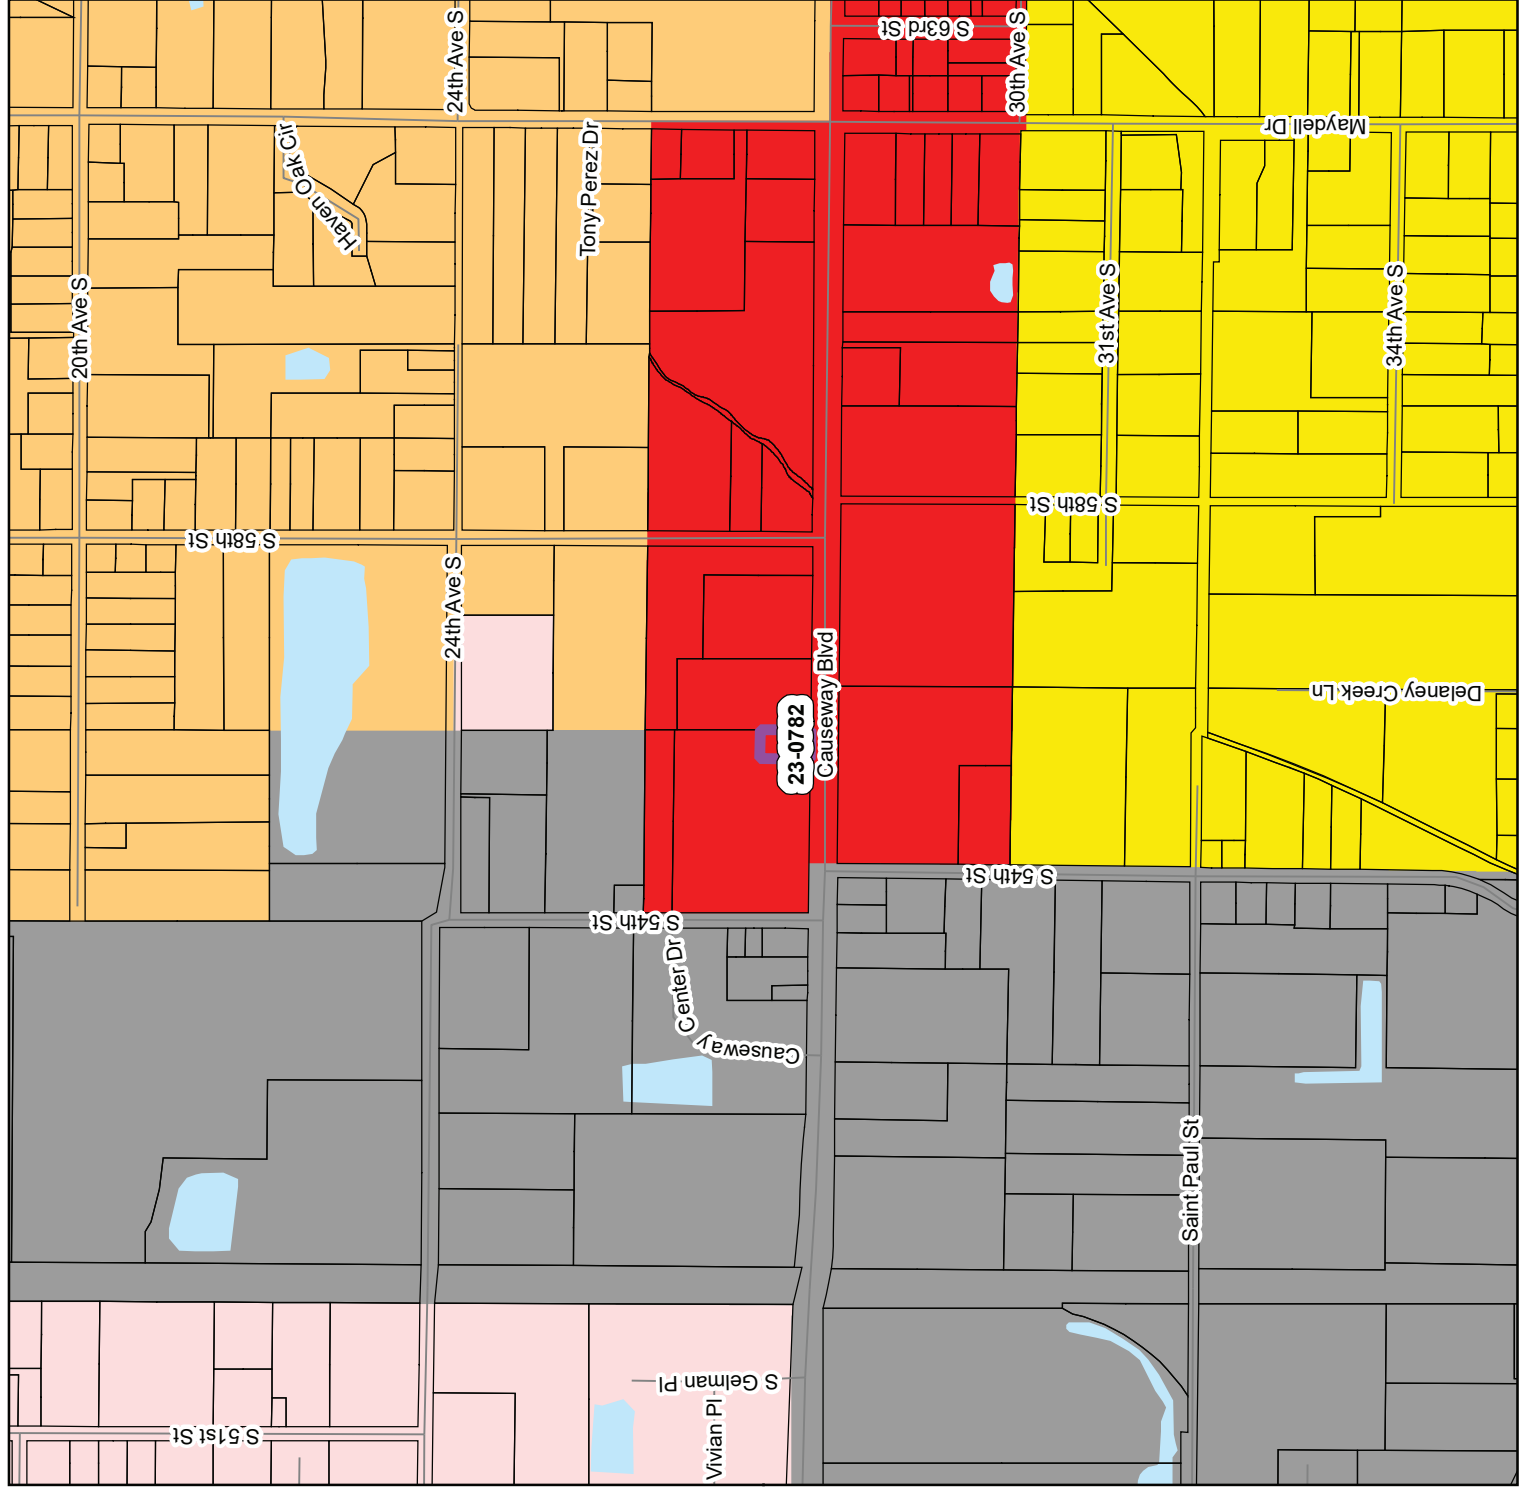 S 63rd St
24th Ave S
30th Ave S
Maydell Dr
Haven Oak Cir
Tony Perez Dr
20th Ave S
31st Ave S
34th Ave S
S 58th St
S 58th St
24th Ave S
Causeway Blvd
Delaney Creek Ln
23-0782
S 54th St
S 54th St
Causeway Center Dr
Saint Paul St
S Gelman Pl
Vivian Pl
S 51st St